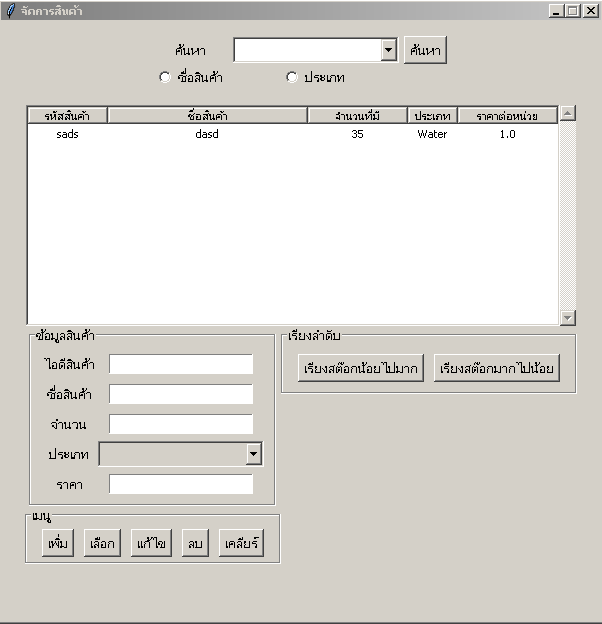 จัดการสินค้า
ค้นหา ค้นหา
ชื่อสินค้า ประเภท
รหัสสินค้า ชื่อสินค้า จำนวนที่มี ประเภท ราคาต่อหน่วย
sads dasd 35 Water 1.0
ข้อมูลสินค้า
ไอดีสินค้า
ชื่อสินค้า
จำนวน
ประเภท
ราคา
เรียงลำดับ
เรียงสต๊อกน้อยไปมาก เรียงสต๊อกมากไปน้อย
เมนู
เพิ่ม เลือก แก้ไข ลบ เคลียร์